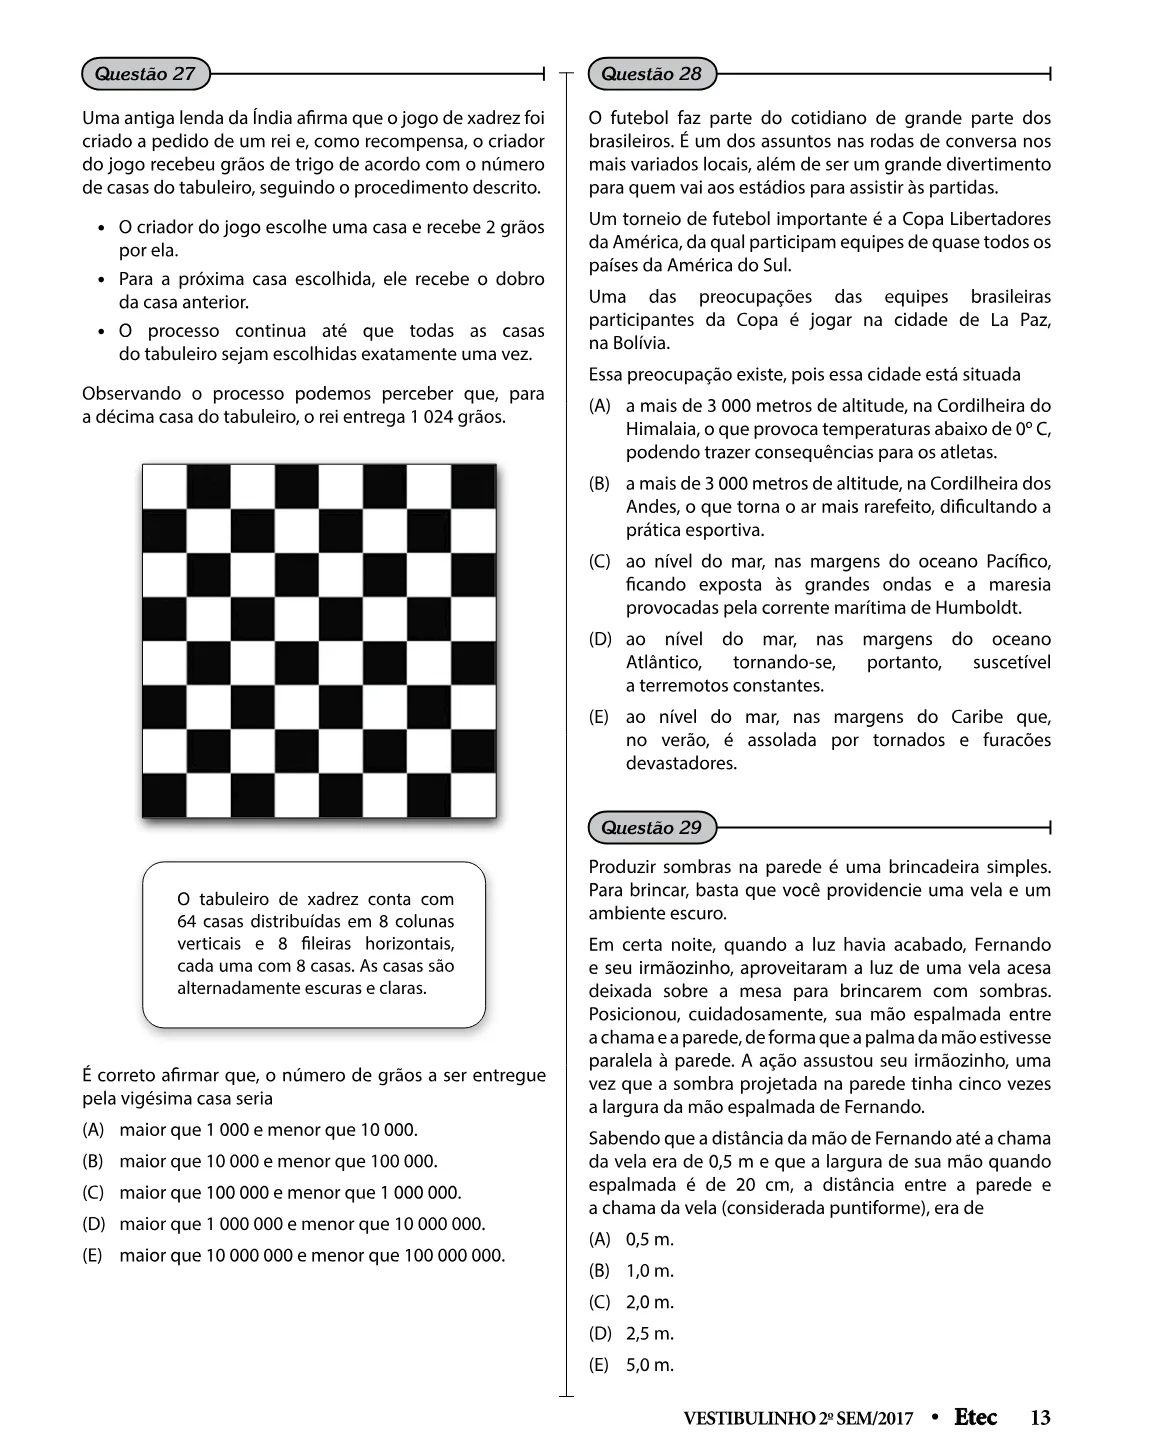 Questão 27
Uma antiga lenda da Índia afirma que o jogo de xadrez foi
criado a pedido de um rei e, como recompensa, o criador
do jogo recebeu grãos de trigo de acordo com o número
de casas do tabuleiro, seguindo o procedimento descrito.
• O criador do jogo escolhe uma casa e recebe 2 grãos
por ela.
• Para a próxima casa escolhida, ele recebe o dobro
da casa anterior.
• O processo continua até que todas as casas
do tabuleiro sejam escolhidas exatamente uma vez.
Observando o processo podemos perceber que, para
a décima casa do tabuleiro, o rei entrega 1 024 grãos.
O tabuleiro de xadrez conta com
64 casas distribuídas em 8 colunas
verticais e 8 fileiras horizontais,
cada uma com 8 casas. As casas são
alternadamente escuras e claras.
É correto afirmar que, o número de grãos a ser entregue
pela vigésima casa seria
(A) maior que 1 000 e menor que 10 000.
(B) maior que 10 000 e menor que 100 000.
(C) maior que 100 000 e menor que 1 000 000.
(D) maior que 1 000 000 e menor que 10 000 000.
(E) maior que 10 000 000 e menor que 100 000 000.
Questão 28
O futebol faz parte do cotidiano de grande parte dos
brasileiros. É um dos assuntos nas rodas de conversa nos
mais variados locais, além de ser um grande divertimento
para quem vai aos estádios para assistir às partidas.
Um torneio de futebol importante é a Copa Libertadores
da América, da qual participam equipes de quase todos os
países da América do Sul.
Uma das preocupações das equipes brasileiras
participantes da Copa é jogar na cidade de La Paz,
na Bolívia.
Essa preocupação existe, pois essa cidade está situada
(A) a mais de 3 000 metros de altitude, na Cordilheira do
Himalaia, o que provoca temperaturas abaixo de 0º C,
podendo trazer consequências para os atletas.
(B) a mais de 3 000 metros de altitude, na Cordilheira dos
Andes, o que torna o ar mais rarefeito, dificultando a
prática esportiva.
(C) ao nível do mar, nas margens do oceano Pacífico,
ficando exposta às grandes ondas e a maresia
provocadas pela corrente marítima de Humboldt.
(D) ao nível do mar, nas margens do oceano
Atlântico, tornando-se, portanto, suscetível
a terremotos constantes.
(E) ao nível do mar, nas margens do Caribe que,
no verão, é assolada por tornados e furacões
devastadores.
Questão 29
Produzir sombras na parede é uma brincadeira simples.
Para brincar, basta que você providencie uma vela e um
ambiente escuro.
Em certa noite, quando a luz havia acabado, Fernando
e seu irmãozinho, aproveitaram a luz de uma vela acesa
deixada sobre a mesa para brincarem com sombras.
Posicionou, cuidadosamente, sua mão espalmada entre
a chama e a parede, de forma que a palma da mão estivesse
paralela à parede. A ação assustou seu irmãozinho, uma
vez que a sombra projetada na parede tinha cinco vezes
a largura da mão espalmada de Fernando.
Sabendo que a distância da mão de Fernando até a chama
da vela era de 0,5 m e que a largura de sua mão quando
espalmada é de 20 cm, a distância entre a parede e
a chama da vela (considerada puntiforme), era de
(A) 0,5 m.
(B) 1,0 m.
(C) 2,0 m.
(D) 2,5 m.
(E) 5,0 m.
VESTIBULINHO 2º SEM/2017 • Etec 13